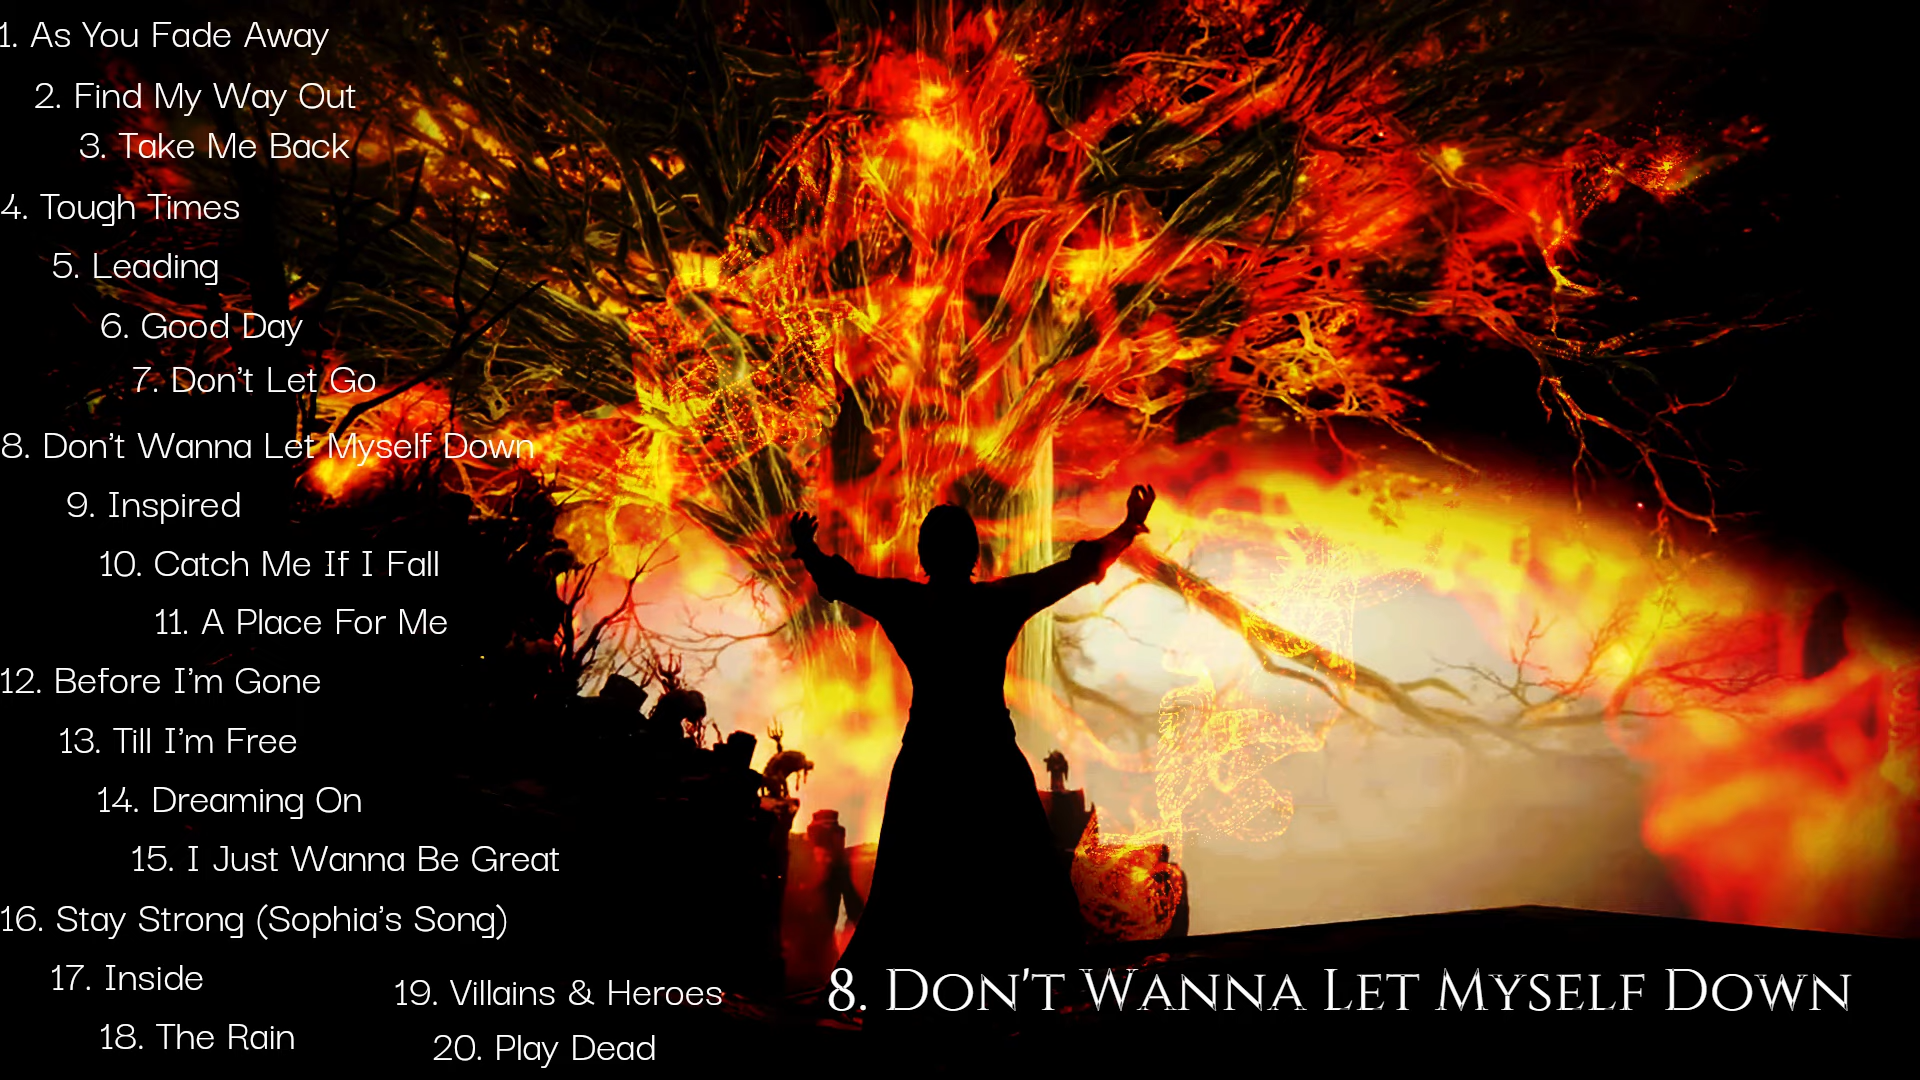 1. As You Fade Away
2. Find My Way Out
3. Take Me Back
4. Tough Times
5. Leading
6. Good Day
7. Don't Let Go
8. Don't Wanna Let Myself Down
9. Inspired
10. Catch Me If I Fall
11. A Place For Me
12. Before I'm Gone
13. Till I'm Free
14. Dreaming On
15. I Just Wanna Be Great
16. Stay Strong (Sophia's Song)
17. Inside
18. The Rain
19. Villains & Heroes
20. Play Dead
8. Don't Wanna Let Myself Down